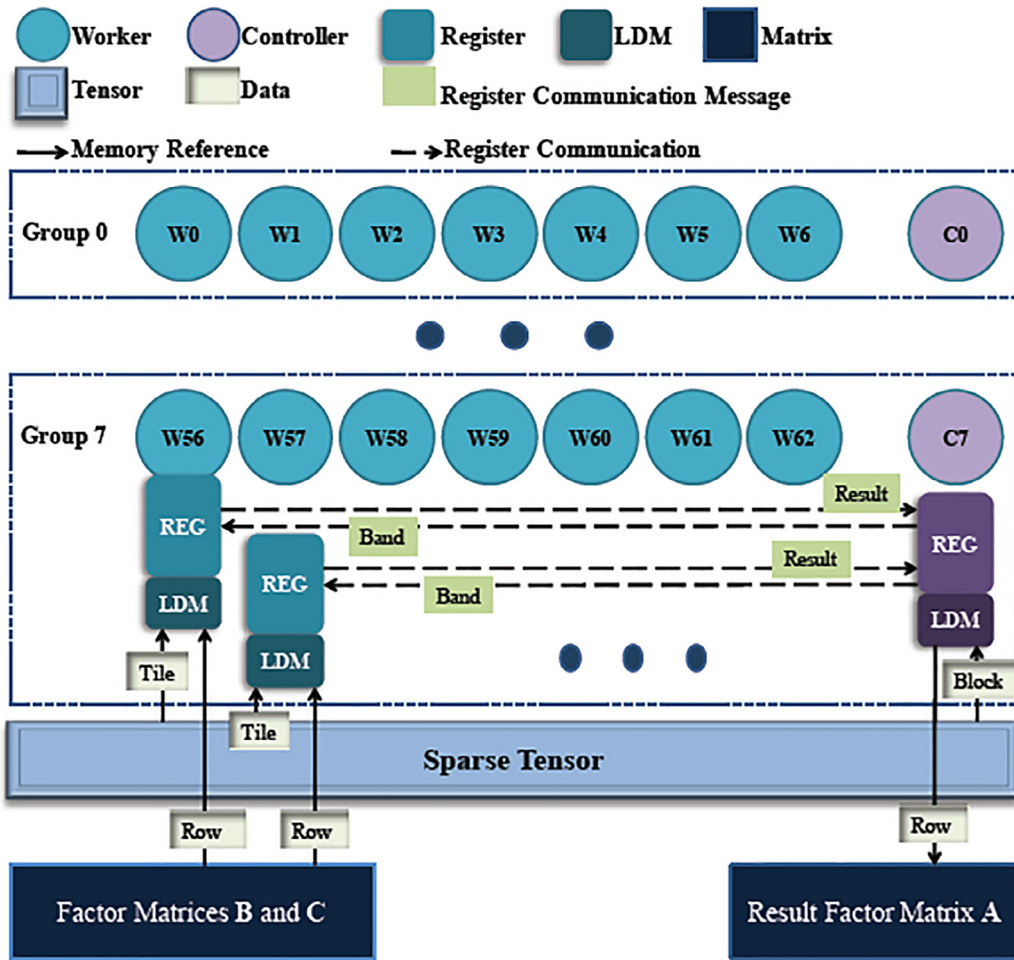 Worker Controller Register LDM Matrix
Tensor Data Register Communication Message
Memory Reference Register Communication
Group 0 W0 W1 W2 W3 W4 W5 W6 C0
Group 7 W56 W57 W58 W59 W60 W61 W62 C7
Result
REG Band REG
REG Result
Band
LDM LDM
LDM
Tile Block
Tile
Sparse Tensor
Row Row Row
Factor Matrices B and C Result Factor Matrix A